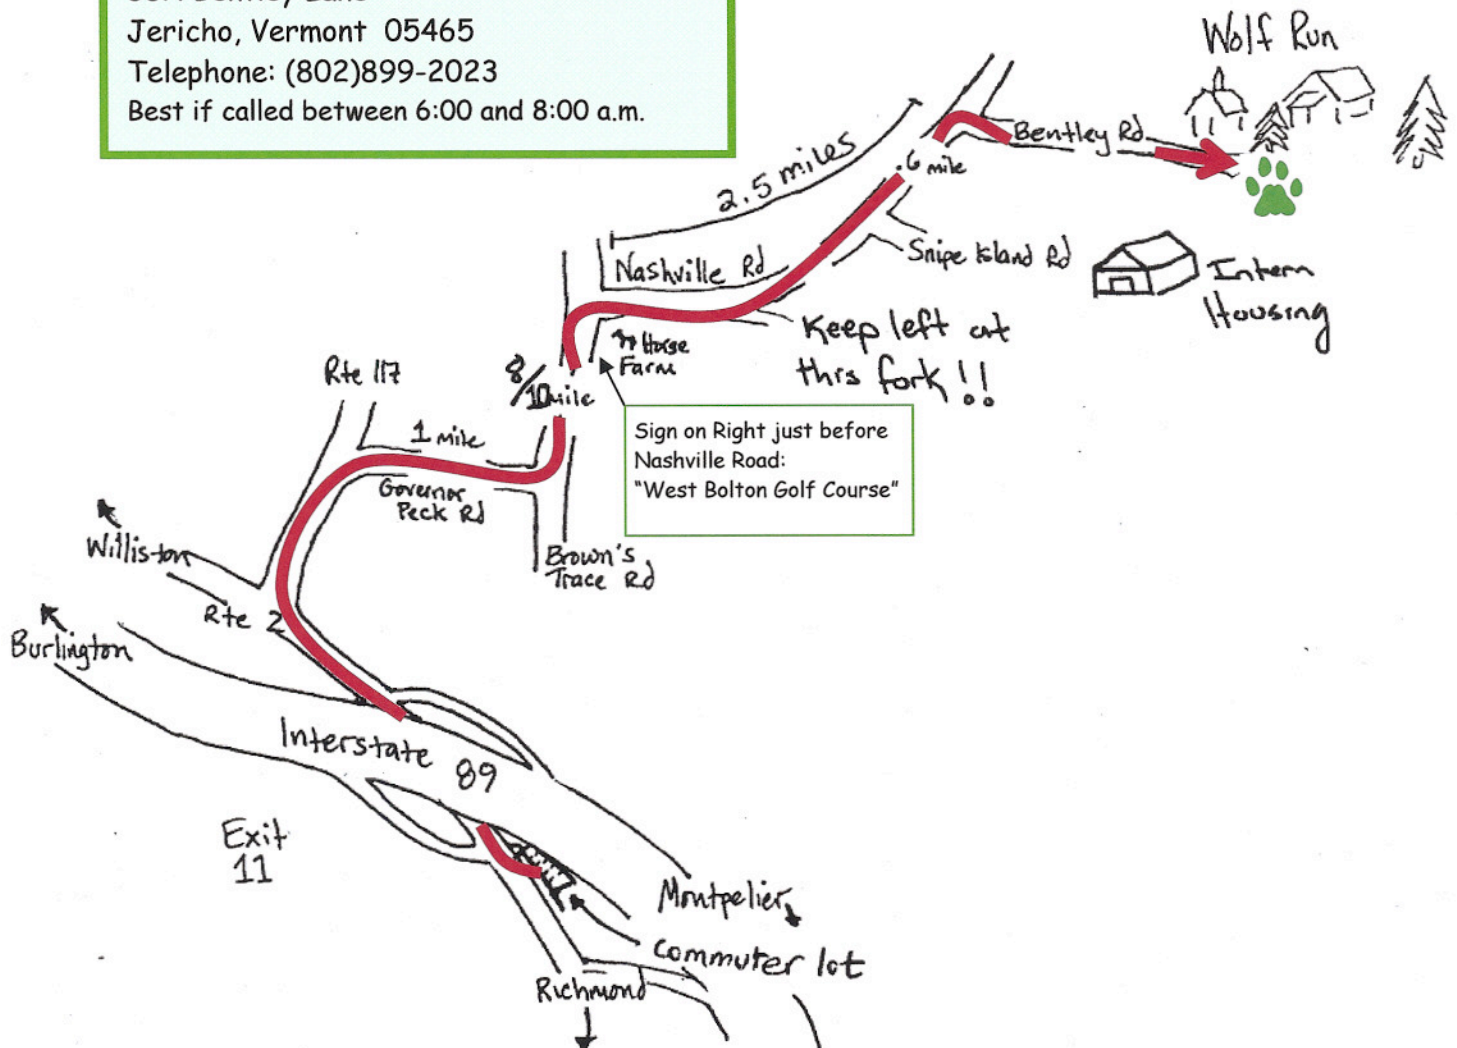 Jericho, Vermont 05465
Telephone: (802)899-2023
Best if called between 6:00 and 8:00 a.m.
Wolf Run
Bentley Rd
.6 mile
2.5 miles
Snipe Island Rd
Intern
Housing
Nashville Rd
Keep left at
this fork!!
Horse
Farm
8/10 mile
Rte 117
1 mile
Sign on Right just before
Nashville Road:
"West Bolton Golf Course"
Governor
Peck Rd
Brown's
Trace Rd
Williston
Rte 2
Burlington
Interstate 89
Exit
11
Montpelier
Commuter lot
Richmond